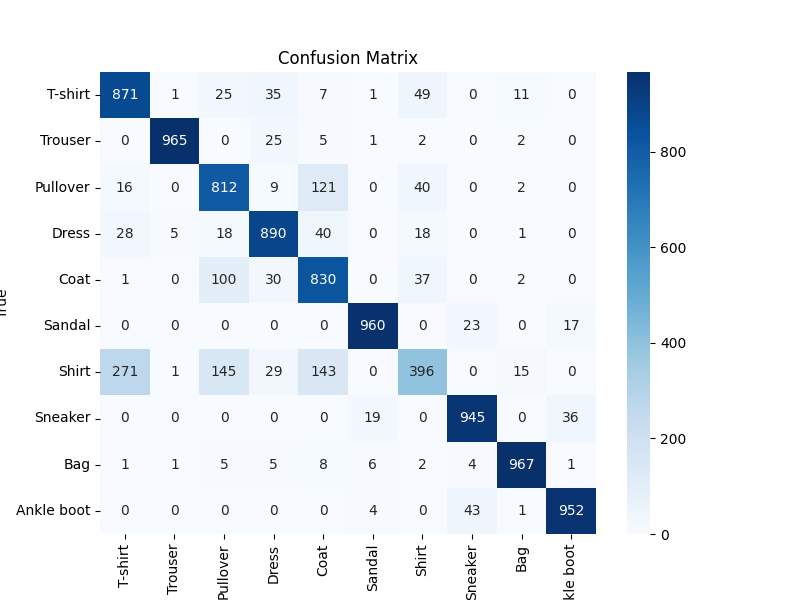 Confusion Matrix
T-shirt 871 1 25 35 7 1 49 0 11 0
Trouser 0 965 0 25 5 1 2 0 2 0
Pullover 16 0 812 9 121 0 40 0 2 0
Dress 28 5 18 890 40 0 18 0 1 0
Coat 1 0 100 30 830 0 37 0 2 0
Sandal 0 0 0 0 0 960 0 23 0 17
Shirt 271 1 145 29 143 0 396 0 15 0
Sneaker 0 0 0 0 0 19 0 945 0 36
Bag 1 1 5 5 8 6 2 4 967 1
Ankle boot 0 0 0 0 0 4 0 43 1 952
T-shirt
Trouser
Pullover
Dress
Coat
Sandal
Shirt
Sneaker
Bag
kle boot
800
600
400
200
0